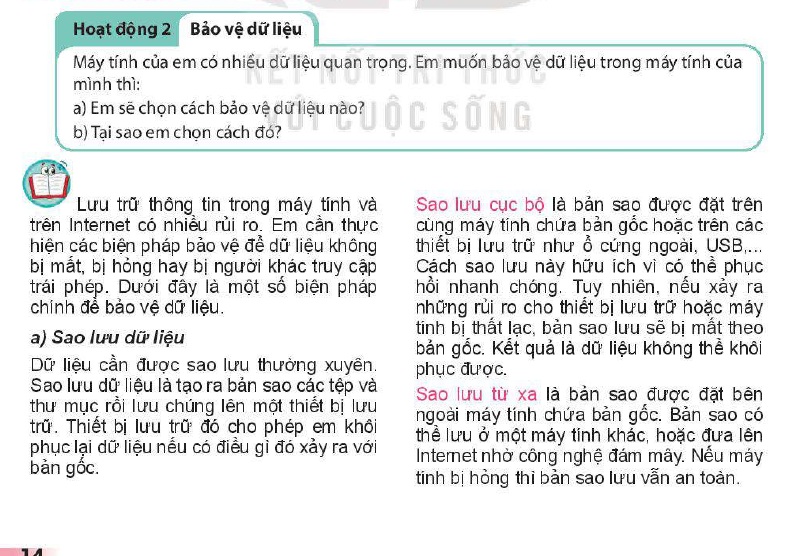 Hoạt động 2 Bảo vệ dữ liệu
Máy tính của em có nhiều dữ liệu quan trọng. Em muốn bảo vệ dữ liệu trong máy tính của
mình thì:
a) Em sẽ chọn cách bảo vệ dữ liệu nào?
b) Tại sao em chọn cách đó?
KẾT NỐI TRI THỨC
VỚI CUỘC SỐNG
Lưu trữ thông tin trong máy tính và
trên Internet có nhiều rủi ro. Em cần thực
hiện các biện pháp bảo vệ để dữ liệu không
bị mất, bị hỏng hay bị người khác truy cập
trái phép. Dưới đây là một số biện pháp
chính để bảo vệ dữ liệu.
a) Sao lưu dữ liệu
Dữ liệu cần được sao lưu thường xuyên.
Sao lưu dữ liệu là tạo ra bản sao các tệp và
thư mục rồi lưu chúng lên một thiết bị lưu
trữ. Thiết bị lưu trữ đó cho phép em khôi
phục lại dữ liệu nếu có điều gì đó xảy ra với
bản gốc.
Sao lưu cục bộ là bản sao được đặt trên
cùng máy tính chứa bản gốc hoặc trên các
thiết bị lưu trữ như ổ cứng ngoài, USB,...
Cách sao lưu này hữu ích vì có thể phục
hồi nhanh chóng. Tuy nhiên, nếu xảy ra
những rủi ro cho thiết bị lưu trữ hoặc máy
tính bị thất lạc, bản sao lưu sẽ bị mất theo
bản gốc. Kết quả là dữ liệu không thể khôi
phục được.
Sao lưu từ xa là bản sao được đặt bên
ngoài máy tính chứa bản gốc. Bản sao có
thể lưu ở một máy tính khác, hoặc đưa lên
Internet nhờ công nghệ đám mây. Nếu máy
tính bị hỏng thì bản sao lưu vẫn an toàn.
14